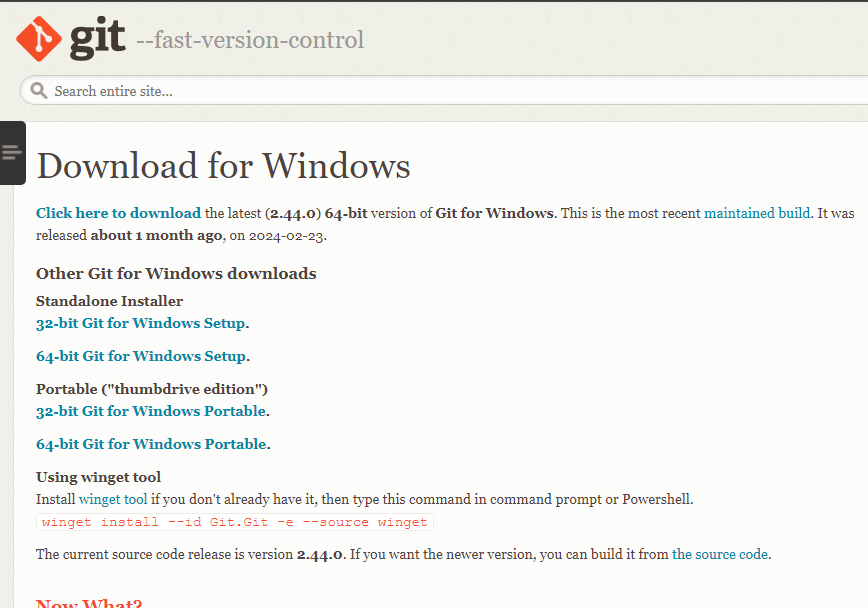 git --fast-version-control
Search entire site...
Download for Windows
Click here to download the latest (2.44.0) 64-bit version of Git for Windows. This is the most recent maintained build. It was
released about 1 month ago, on 2024-02-23.
Other Git for Windows downloads
Standalone Installer
32-bit Git for Windows Setup.
64-bit Git for Windows Setup.
Portable ("thumbdrive edition")
32-bit Git for Windows Portable.
64-bit Git for Windows Portable.
Using winget tool
Install winget tool if you don't already have it, then type this command in command prompt or Powershell.
winget install --id Git.Git -e --source winget
The current source code release is version 2.44.0. If you want the newer version, you can build it from the source code.
Now What?